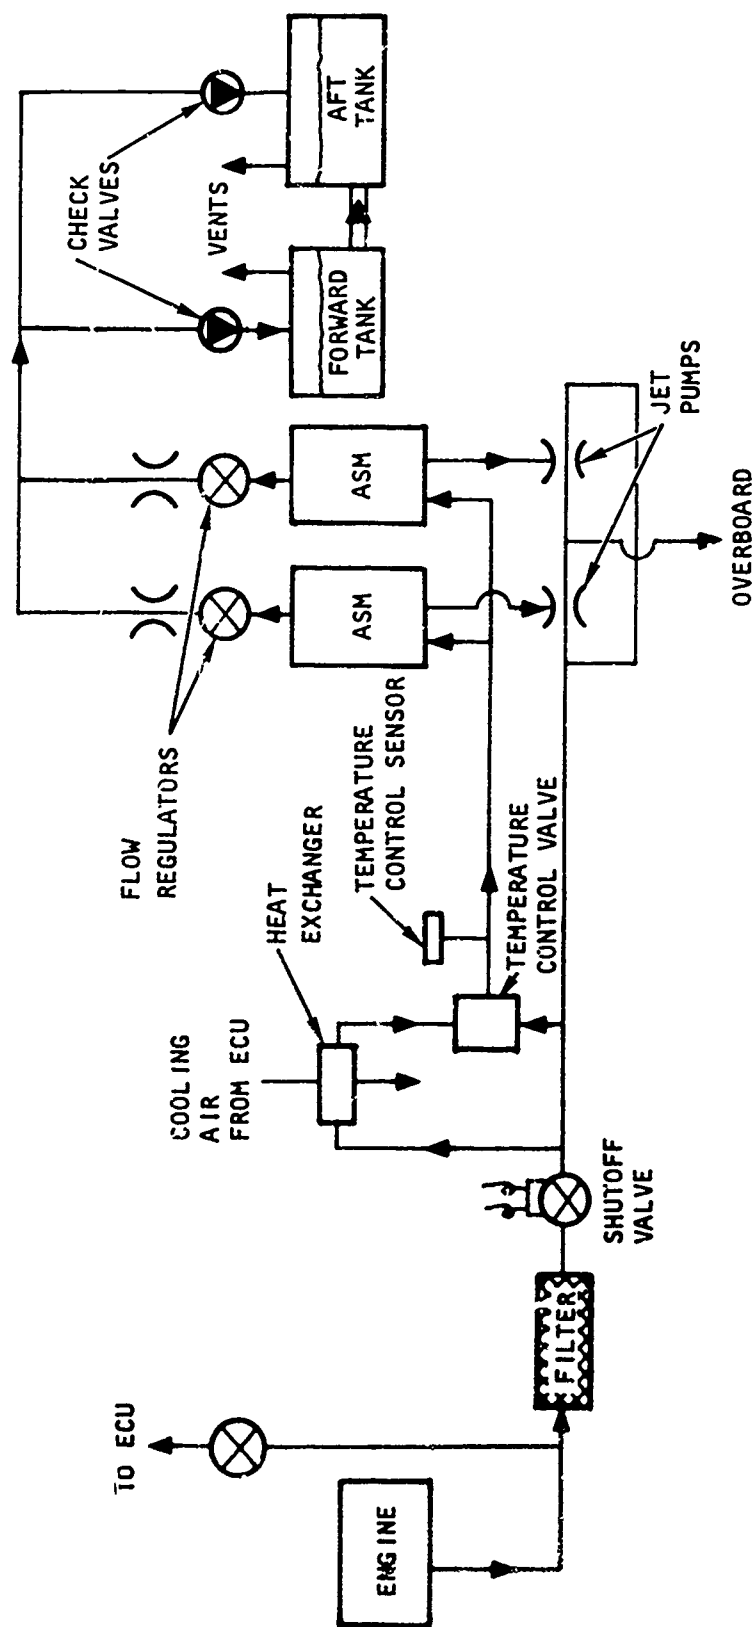 TO ECU
ENGINE
FILTER
SHUTOFF
VALVE
COOLING
AIR
FROM ECU
HEAT
EXCHANGER
TEMPERATURE
CONTROL SENSOR
TEMPERATURE
CONTROL VALVE
FLOW
REGULATORS
ASM
ASM
JET
PUMPS
OVERBOARD
CHECK
VALVES
VENTS
FORWARD
TANK
AFT
TANK